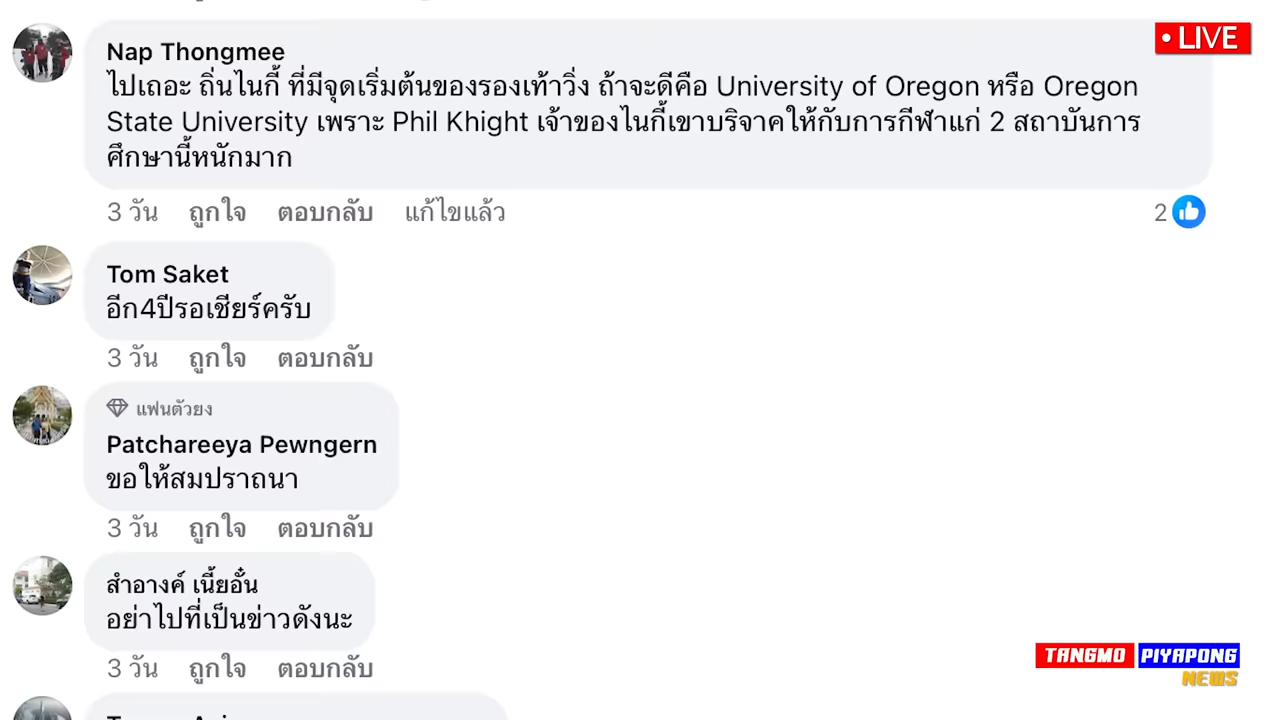 • LIVE
Nap Thongmee
ไปเถอะ ถิ่นไนกี้ ที่มีจุดเริ่มต้นของรองเท้าวิ่ง ถ้าจะดีคือ University of Oregon หรือ Oregon
State University เพราะ Phil Khight เจ้าของไนกี้เขาบริจาคให้กับการกีฬาแก่ 2 สถาบันการ
ศึกษานี้หนักมาก
3 วัน ถูกใจ ตอบกลับ แก้ไขแล้ว 2
Tom Saket
อีก4ปีรอเชียร์ครับ
3 วัน ถูกใจ ตอบกลับ
แฟนตัวยง
Patchareeya Pewngern
ขอให้สมปราถนา
3 วัน ถูกใจ ตอบกลับ
สำอางค์ เนี้ยอั๋น
อย่าไปที่เป็นข่าวดังนะ
3 วัน ถูกใจ ตอบกลับ
TANGMO PIYAPONG
NEWS